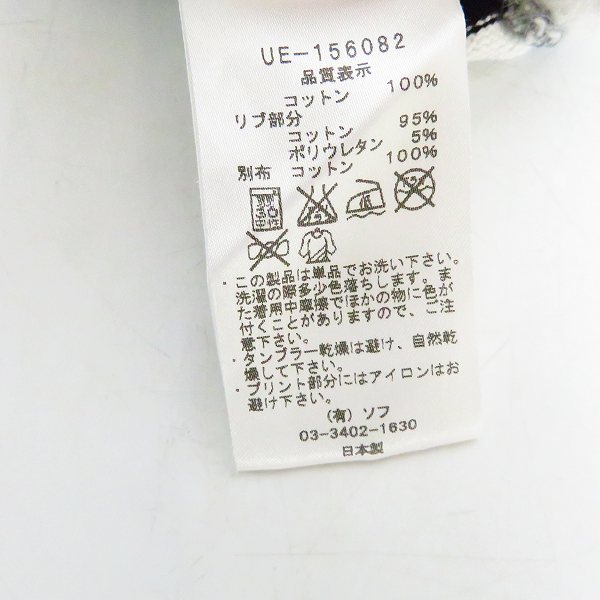 UE-156082
品質表示
コットン 100%
リブ部分
コットン 95%
ポリウレタン 5%
別布 コットン 100%
・この製品は単品でお洗い下さい。ま
洗濯の際多少色落ちします。ま
た着用中摩擦でほかの物に色が
付くことがありますので、ご注
意下さい。
・タンブラー乾燥は避け、自然乾
燥して下さい。
・プリント部分にはアイロンはお
避け下さい。
(有)ソフ
03-3402-1630
日本製